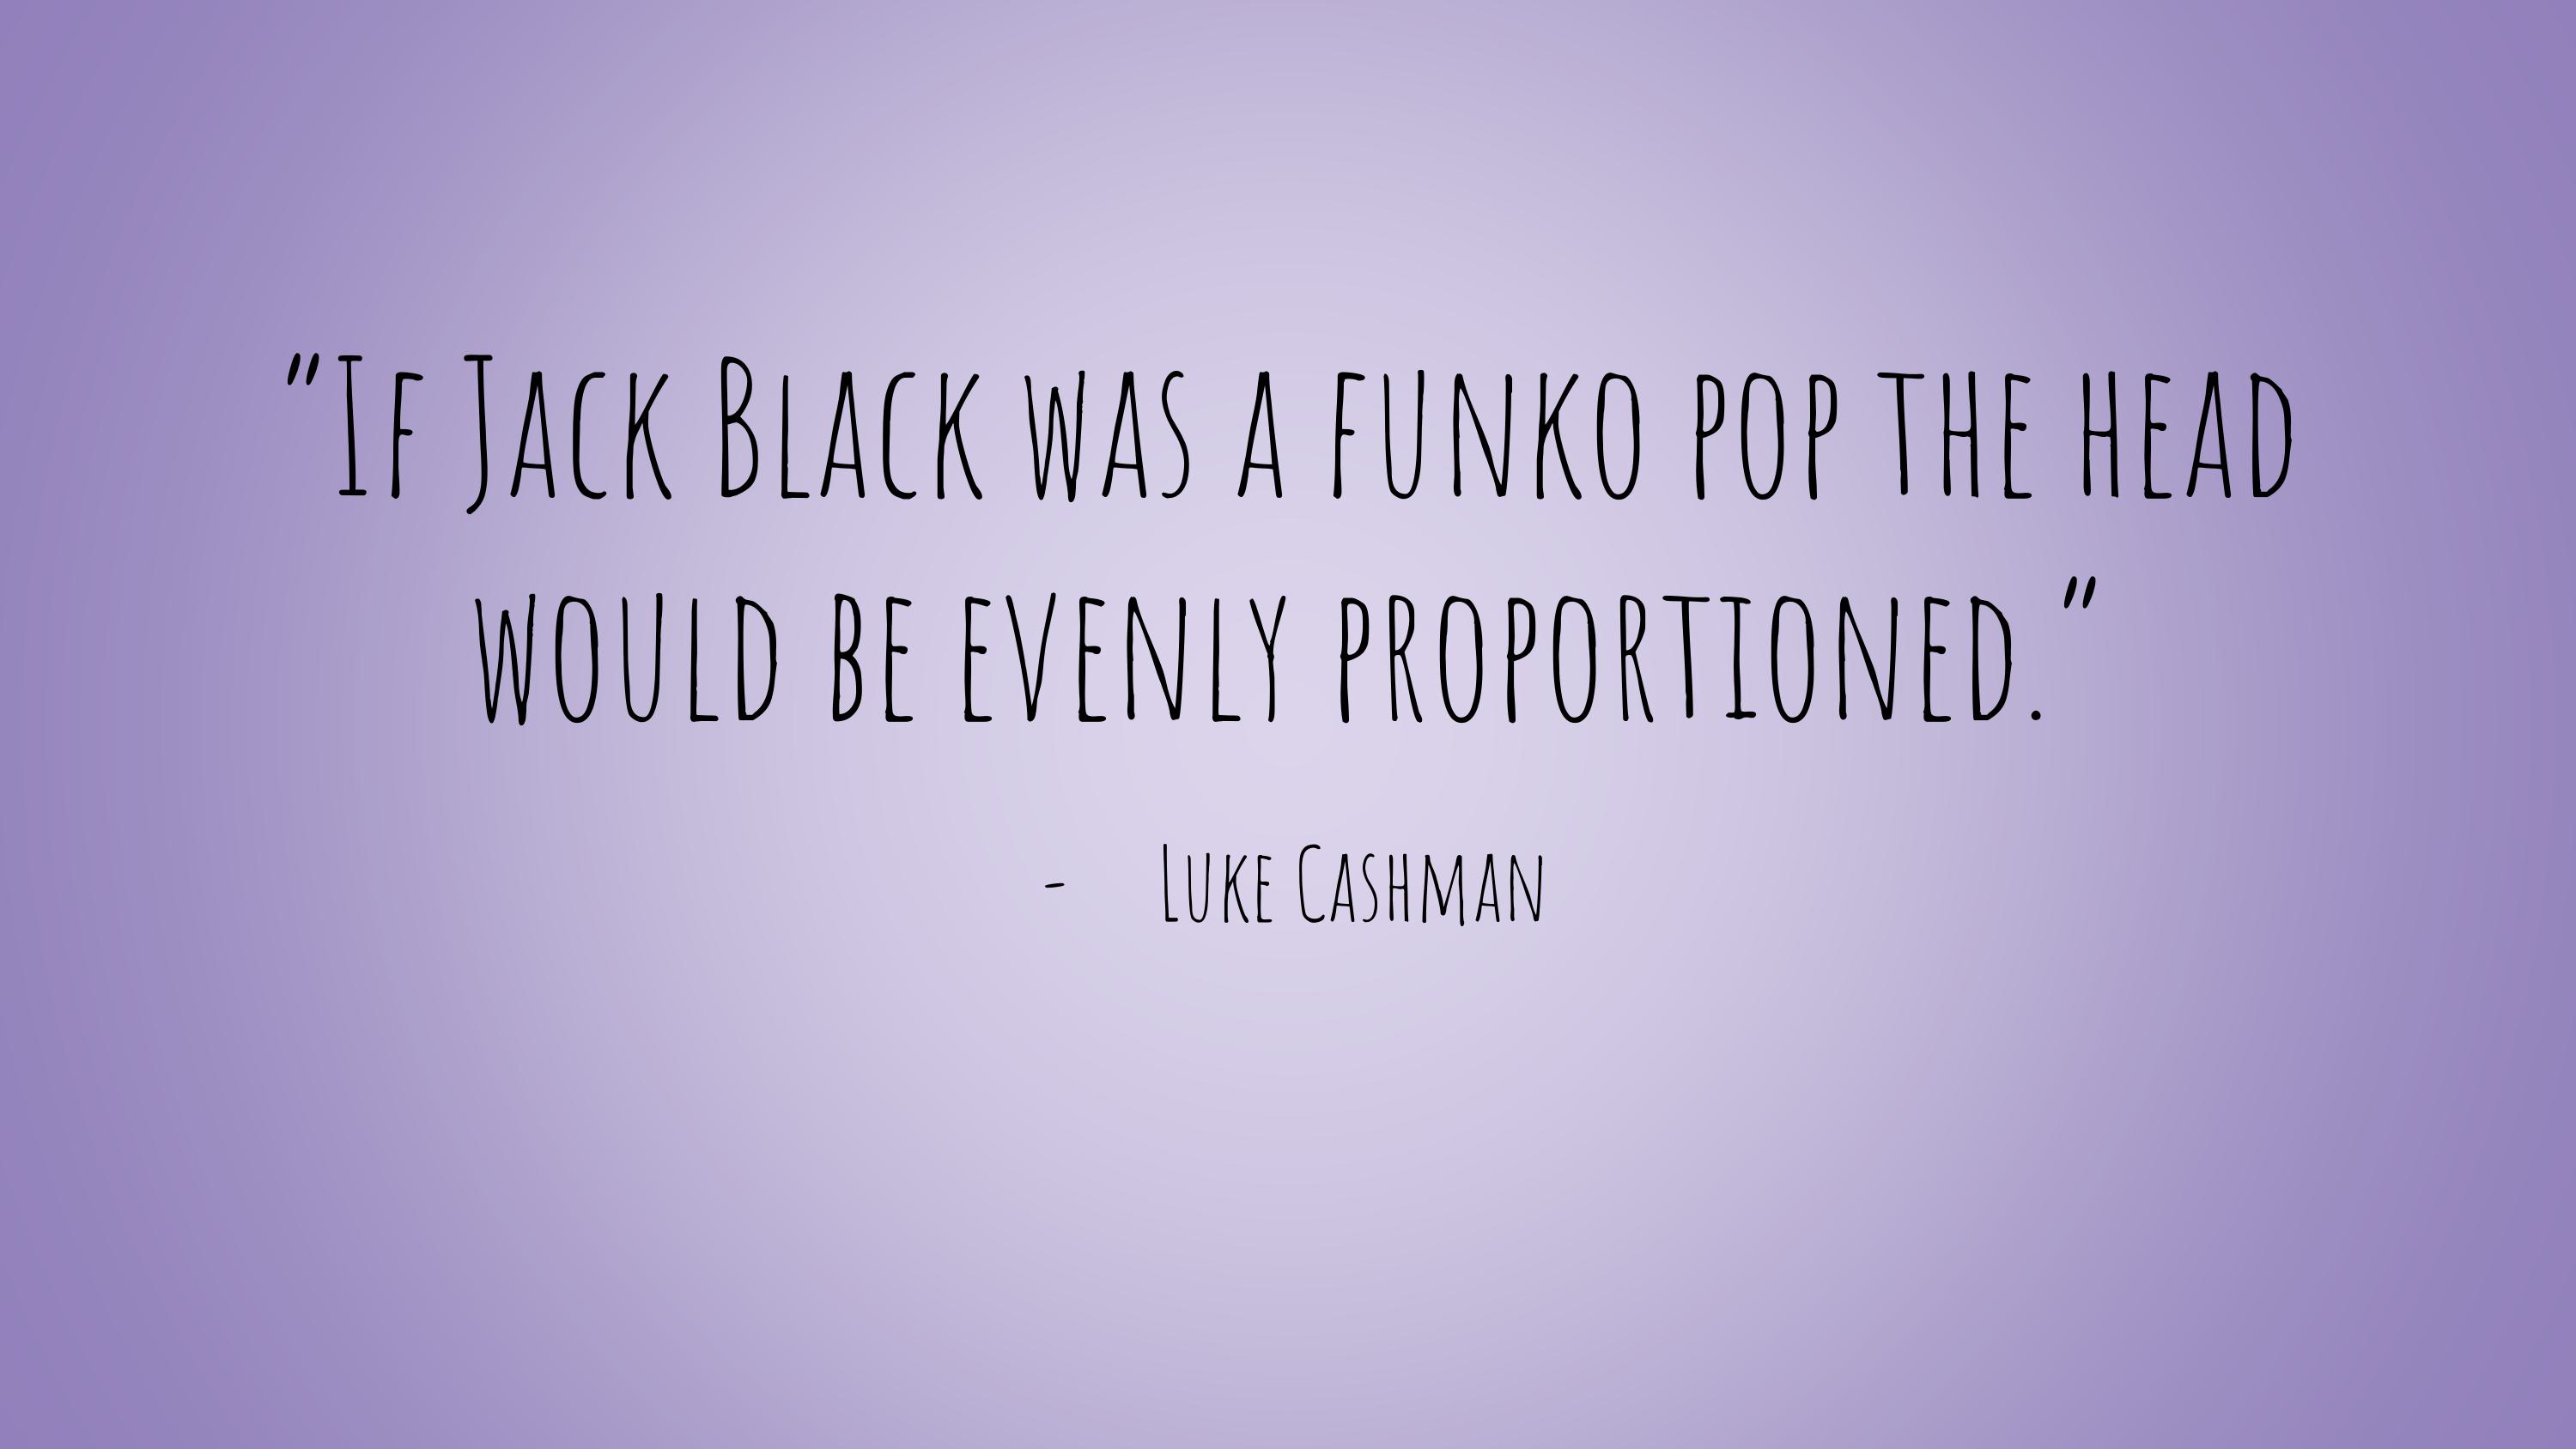 "If Jack Black was a funko pop the head
would be evenly proportioned."
- Luke Cashman